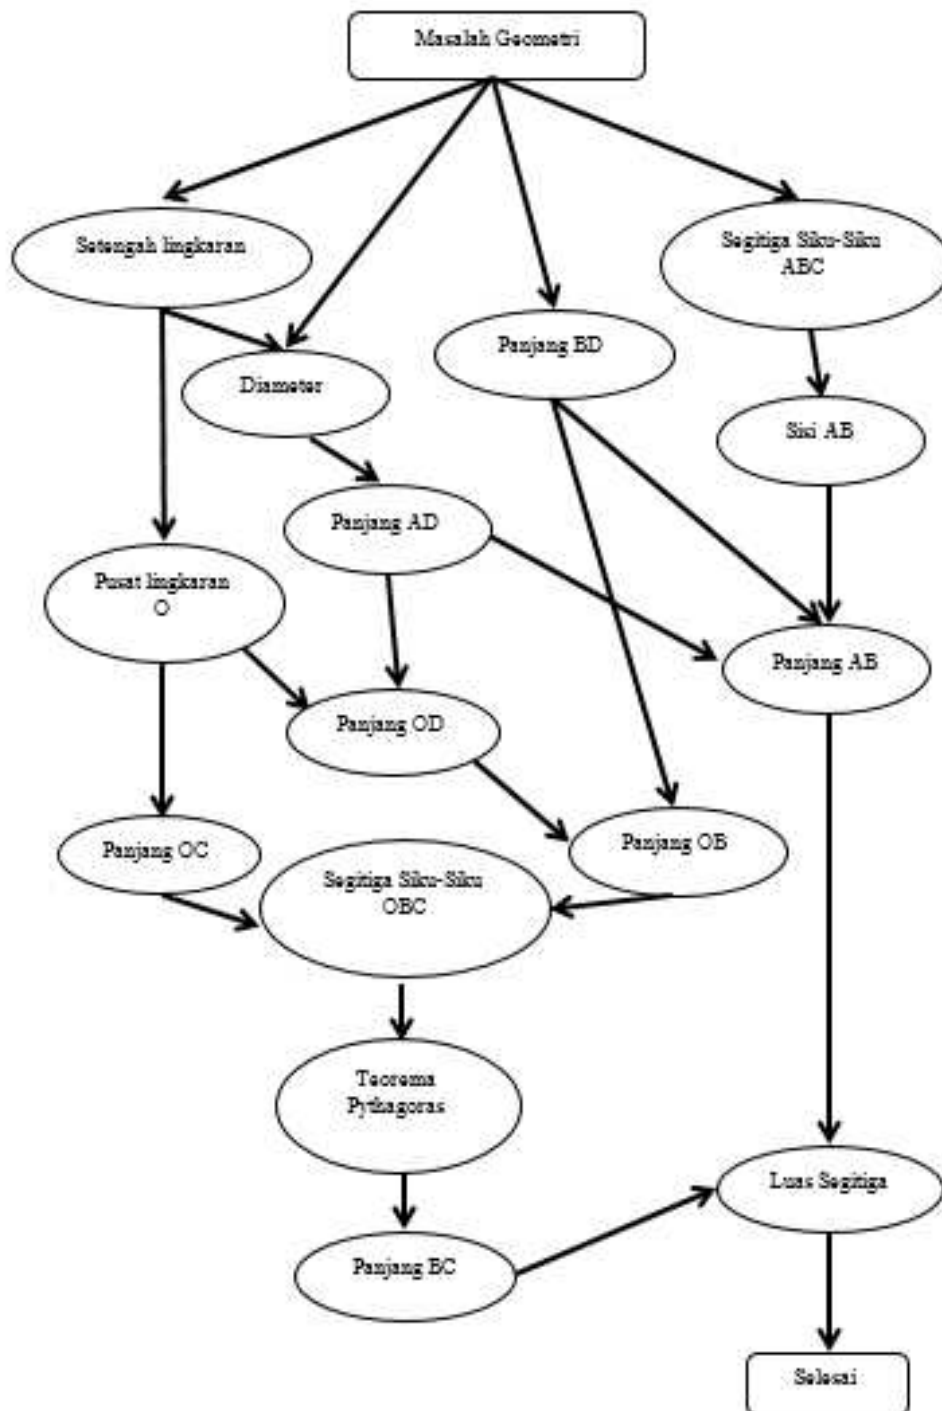 Masalah Geometri
Setengah lingkaran
Segitiga Siku-Siku
ABC
Panjang BD
Diameter
Sisi AB
Panjang AD
Pusat lingkaran
O
Panjang AB
Panjang OD
Panjang OC
Panjang OB
Segitiga Siku-Siku
OBC
Teorema
Pythagoras
Luas Segitiga
Panjang BC
Selesai